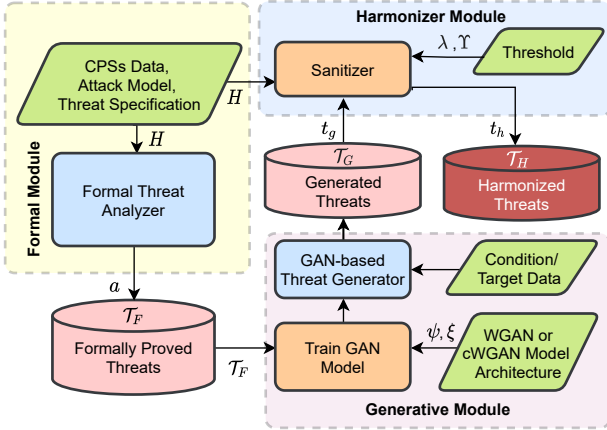 Harmonizer Module
CPSs Data,
Attack Model,
Threat Specification
H
Sanitizer
λ , ϒ
Threshold
H
t_g
t_h
Formal Module
Formal Threat
Analyzer
𝒯_G
Generated
Threats
𝒯_H
Harmonized
Threats
a
GAN-based
Threat Generator
Condition/
Target Data
𝒯_F
Formally Proved
Threats
𝒯_F
Train GAN
Model
ψ, ξ
WGAN or
cWGAN Model
Architecture
Generative Module